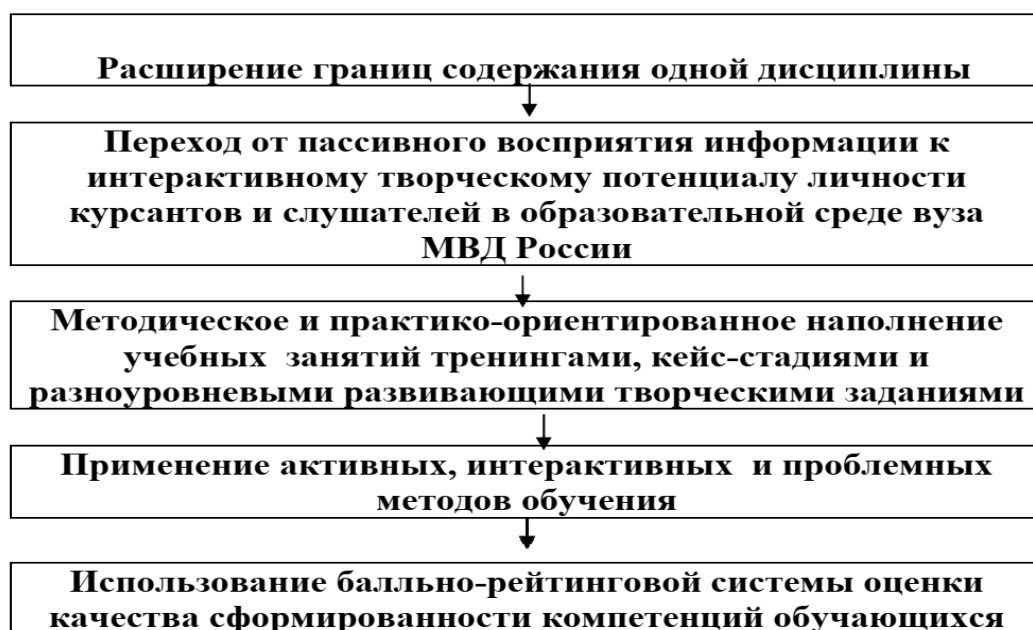 Расширение границ содержания одной дисциплины
Переход от пассивного восприятия информации к
интерактивному творческому потенциалу личности
курсантов и слушателей в образовательной среде вуза
МВД России
Методическое и практико-ориентированное наполнение
учебных занятий тренингами, кейс-стадиями и
разноуровневыми развивающими творческими заданиями
Применение активных, интерактивных и проблемных
методов обучения
Использование балльно-рейтинговой системы оценки
качества сформированности компетенций обучающихся